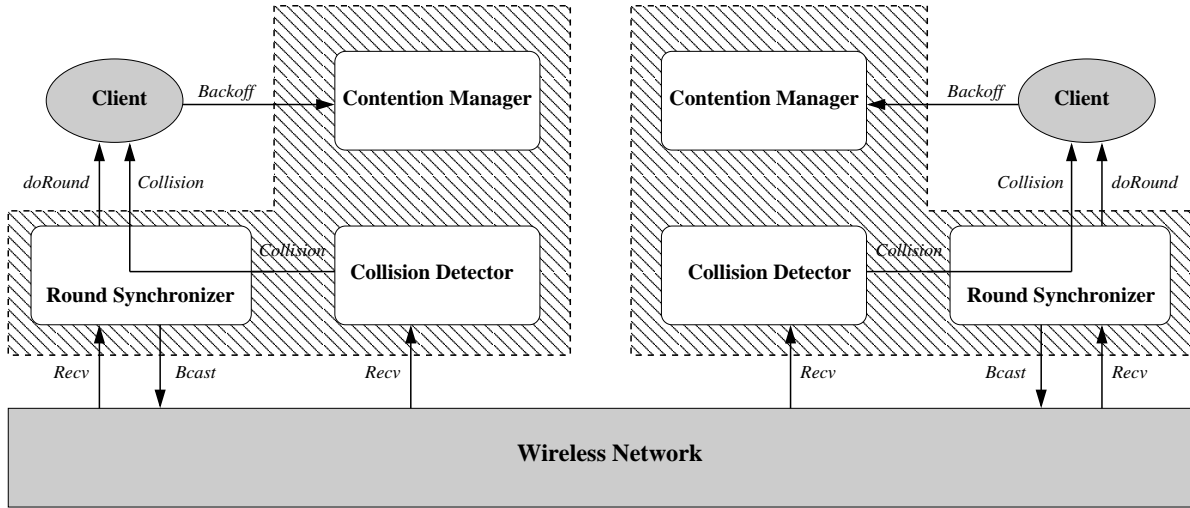 Client
Backoff
Contention Manager
Contention Manager
Backoff
Client
doRound
Collision
Collision
doRound
Collision
Collision
Collision Detector
Collision Detector
Round Synchronizer
Round Synchronizer
Recv
Bcast
Recv
Recv
Bcast
Recv
Wireless Network